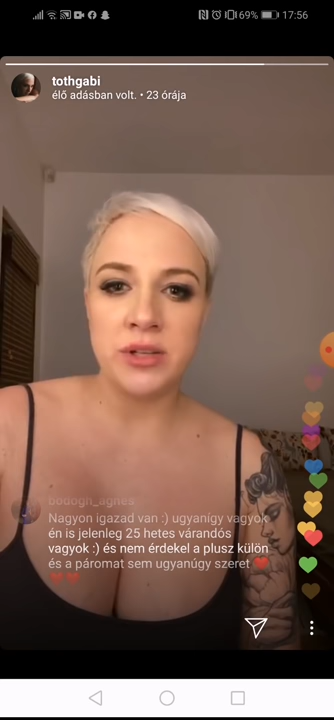 69% 17:56
tothgabi
élő adásban volt. • 23 órája
bodogh_agnes
Nagyon igazad van :) ugyanígy vagyok
én is jelenleg 25 hetes várandós
vagyok :) és nem érdekel a plusz külön
és a páromat sem ugyanúgy szeret ❤️
❤️ ❤️